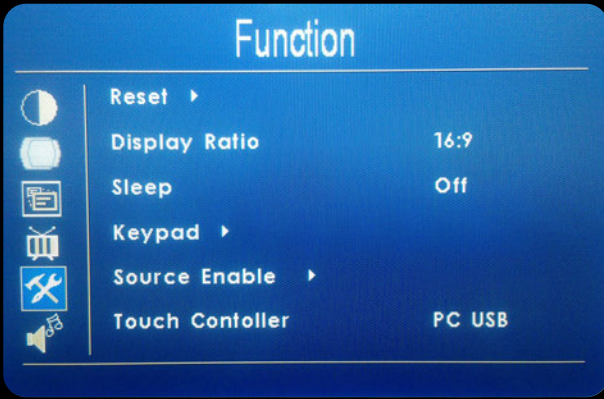 Function
Reset
Display Ratio 16:9
Sleep Off
Keypad
Source Enable
Touch Contoller PC USB